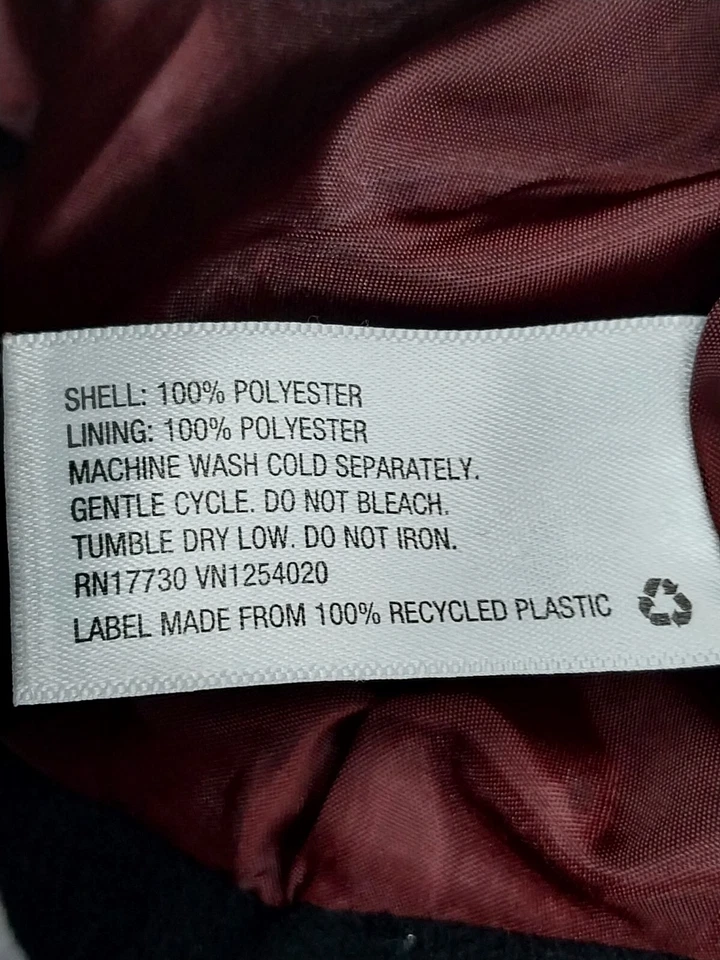 SHELL: 100% POLYESTER
LINING: 100% POLYESTER
MACHINE WASH COLD SEPARATELY.
GENTLE CYCLE. DO NOT BLEACH.
TUMBLE DRY LOW. DO NOT IRON.
RN17730 VN1254020
LABEL MADE FROM 100% RECYCLED PLASTIC